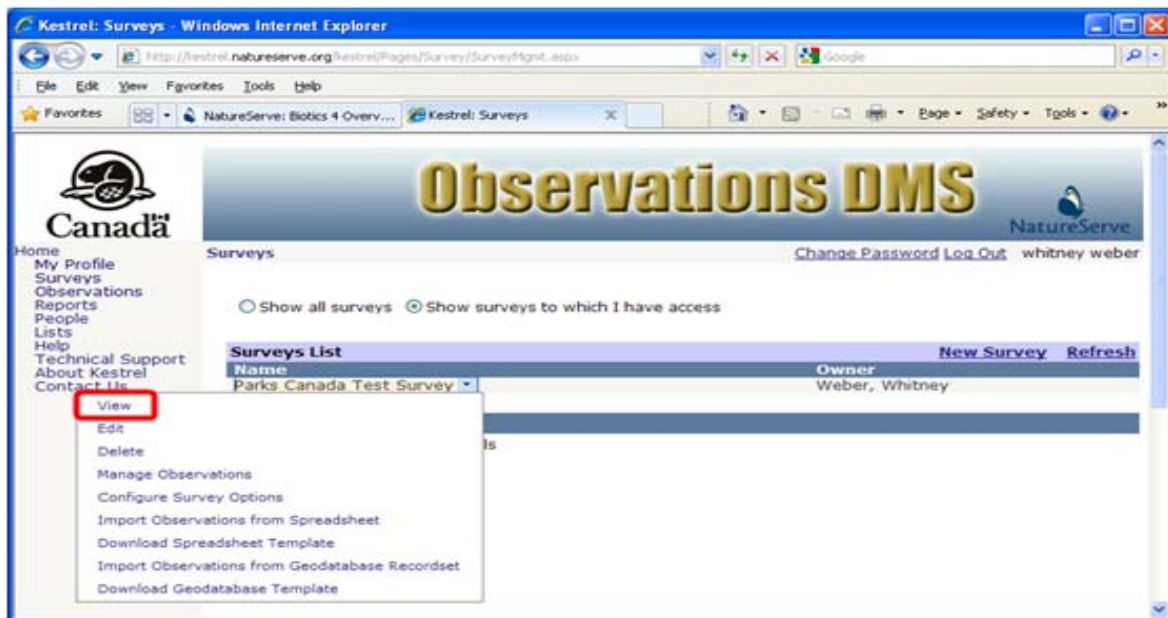 Kestrel: Surveys - Windows Internet Explorer
http://kestrel.natureserve.org/kestrel/Pages/Survey/SurveyMgmt.aspx
Google
File Edit View Favorites Tools Help
Favorites NatureServe: Biotics 4 Overv... Kestrel: Surveys Page Safety Tools
Canada
Observations DMS
NatureServe
Home
My Profile
Surveys
Observations
Reports
People
Lists
Help
Technical Support
About Kestrel
Contact Us
Surveys
Change Password Log Out whitney weber
Show all surveys Show surveys to which I have access
Surveys List New Survey Refresh
Name Owner
Parks Canada Test Survey Weber, Whitney
ls
View
Edit
Delete
Manage Observations
Configure Survey Options
Import Observations from Spreadsheet
Download Spreadsheet Template
Import Observations from Geodatabase Recordset
Download Geodatabase Template